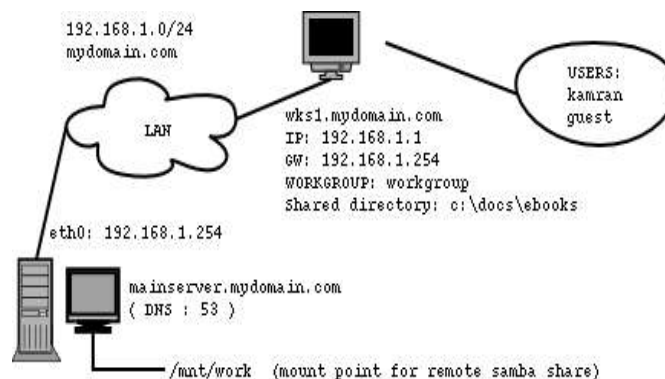 192.168.1.0/24
mydomain.com
LAN
wks1.mydomain.com
IP: 192.168.1.1
GW: 192.168.1.254
WORKGROUP: workgroup
Shared directory: c:\docs\ebooks
USERS:
kamran
guest
eth0: 192.168.1.254
mainserver.mydomain.com
( DNS : 53 )
/mnt/work (mount point for remote samba share)